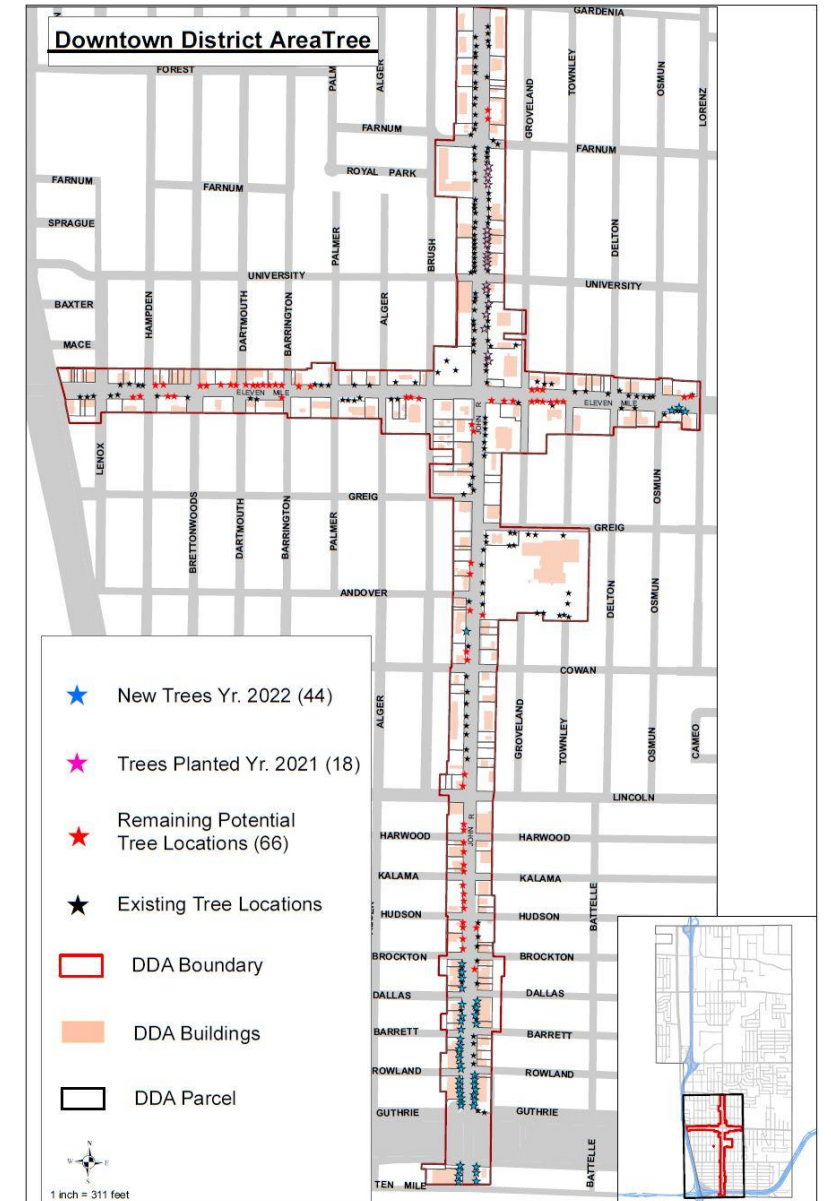 Downtown District AreaTree
GARDENIA
FOREST
PALM
ALGER
GROVELAND
TOWNLEY
OSMUN
LORENZ
FARNUM
FARNUM
ROYAL PARK
FARNUM
FARNUM
SPRAGUE
PALMER
BRUSH
DELTON
UNIVERSITY
UNIVERSITY
BAXTER
HAMPDEN
DARTMOUTH
BARRINGTON
ALGER
MACE
ELEVEN MILE
JOHN R
ELEVEN MILE
LENOX
BRETTONWOODS
DARTMOUTH
BARRINGTON
PALMER
GREIG
OSMUN
GREIG
ANDOVER
DELTON
OSMUN
COWAN
ALGER
GROVELAND
TOWNLEY
OSMUN
CAMEO
LINCOLN
JOHN R
HARWOOD
HARWOOD
KALAMA
KALAMA
HUDSON
HUDSON
BATTELLE
BROCKTON
BROCKTON
DALLAS
DALLAS
BARRETT
BARRETT
ROWLAND
ROWLAND
GUTHRIE
GUTHRIE
BATTELLE
TEN MILE
New Trees Yr. 2022 (44)
Trees Planted Yr. 2021 (18)
Remaining Potential
Tree Locations (66)
Existing Tree Locations
DDA Boundary
DDA Buildings
DDA Parcel
N
W E
S
1 inch = 311 feet